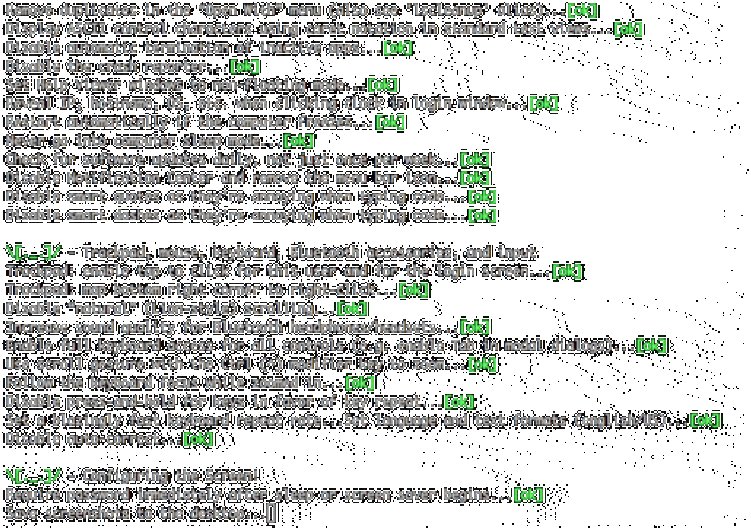 Remove duplicates in the "Open With" menu (also see "lscleanup" alias)...[ok]
Display ASCII control characters using caret notation in standard text views...[ok]
Disable automatic termination of inactive apps...[ok]
Disable the crash reporter...[ok]
Set Help Viewer windows to non-floating mode...[ok]
Reveal IP, hostname, OS, etc. when clicking clock in login window...[ok]
Restart automatically if the computer freezes...[ok]
Never go into computer sleep mode...[ok]
Check for software updates daily, not just once per week...[ok]
Disable Notification Center and remove the menu bar icon...[ok]
Disable smart quotes as they're annoying when typing code...[ok]
Disable smart dashes as they're annoying when typing code...[ok]
\[._.]/ - Trackpad, mouse, keyboard, Bluetooth accessories, and input
Trackpad: enable tap to click for this user and for the login screen...[ok]
Trackpad: map bottom right corner to right-click...[ok]
Disable "natural" (Lion-style) scrolling...[ok]
Increase sound quality for Bluetooth headphones/headsets...[ok]
Enable full keyboard access for all controls (e.g. enable Tab in modal dialogs)...[ok]
Use scroll gesture with the Ctrl (^) modifier key to zoom...[ok]
Follow the keyboard focus while zoomed in...[ok]
Disable press-and-hold for keys in favor of key repeat...[ok]
Set a blazingly fast keyboard repeat rate...Set language and text formats (english/US)...[ok]
Disable auto-correct...[ok]
\[._.]/ - Configuring the Screen
Require password immediately after sleep or screen saver begins...[ok]
Save screenshots to the desktop...[]